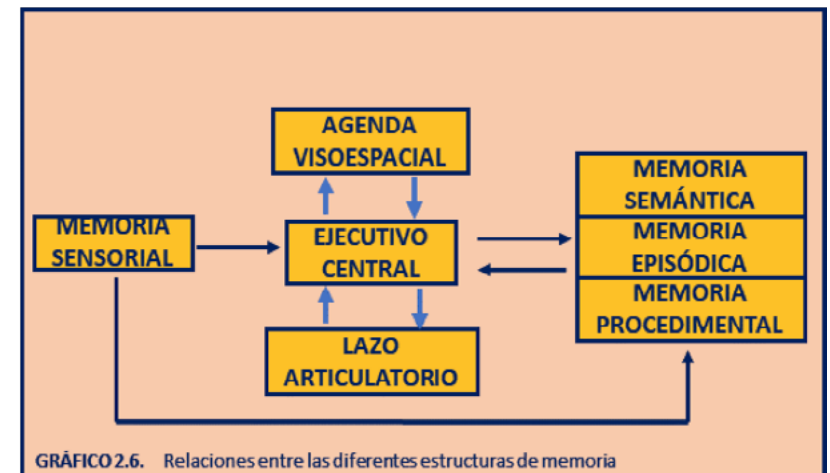 AGENDA
VISOESPACIAL
MEMORIA
SENSORIAL
EJECUTIVO
CENTRAL
LAZO
ARTICULATORIO
MEMORIA
SEMÁNTICA
MEMORIA
EPISÓDICA
MEMORIA
PROCEDIMENTAL
GRÁFICO 2.6. Relaciones entre las diferentes estructuras de memoria